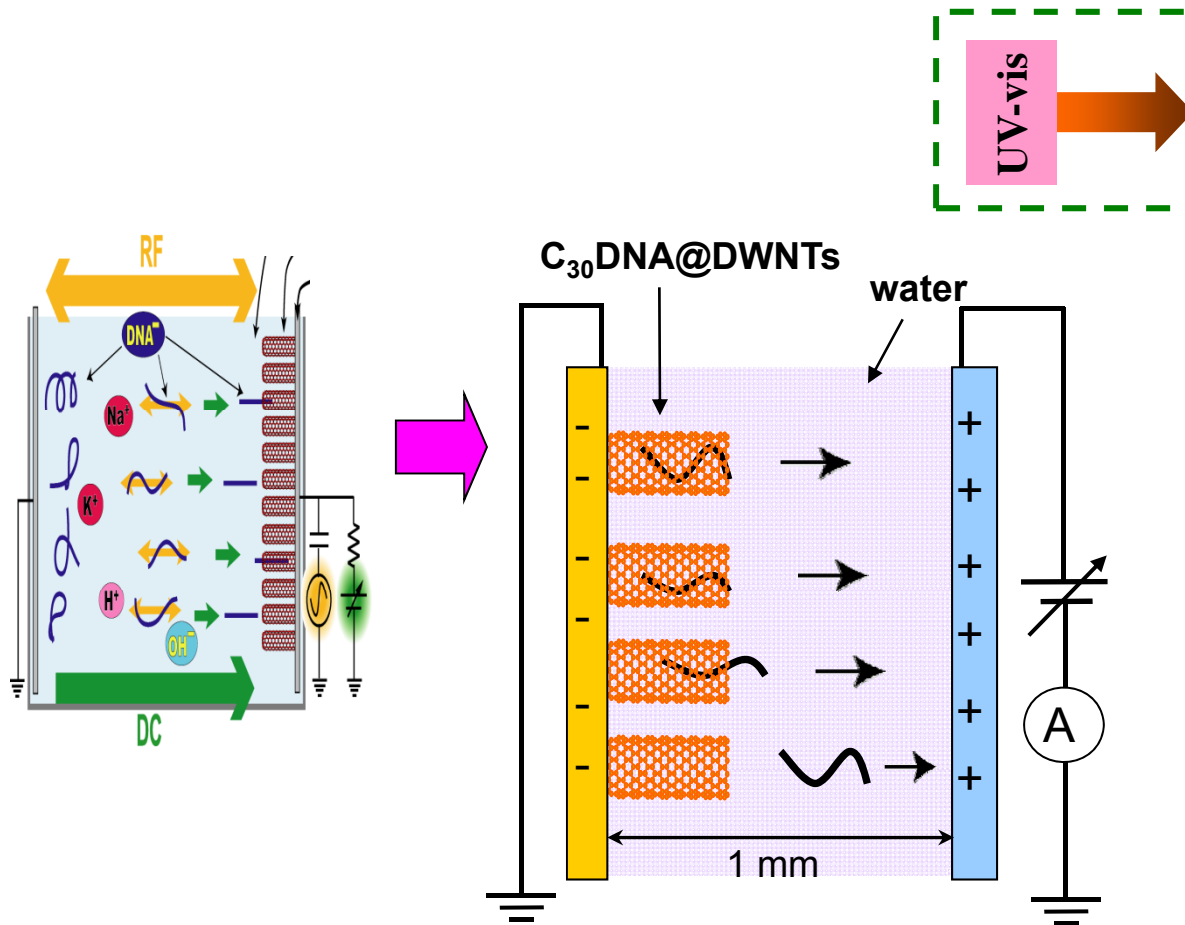 UV-vis
RF
DNA⁻
Na⁺
K⁺
H⁺
OH⁻
DC
C₃₀DNA@DWNTs
water
- +
- +
- +
- +
- +
- +
1 mm
A